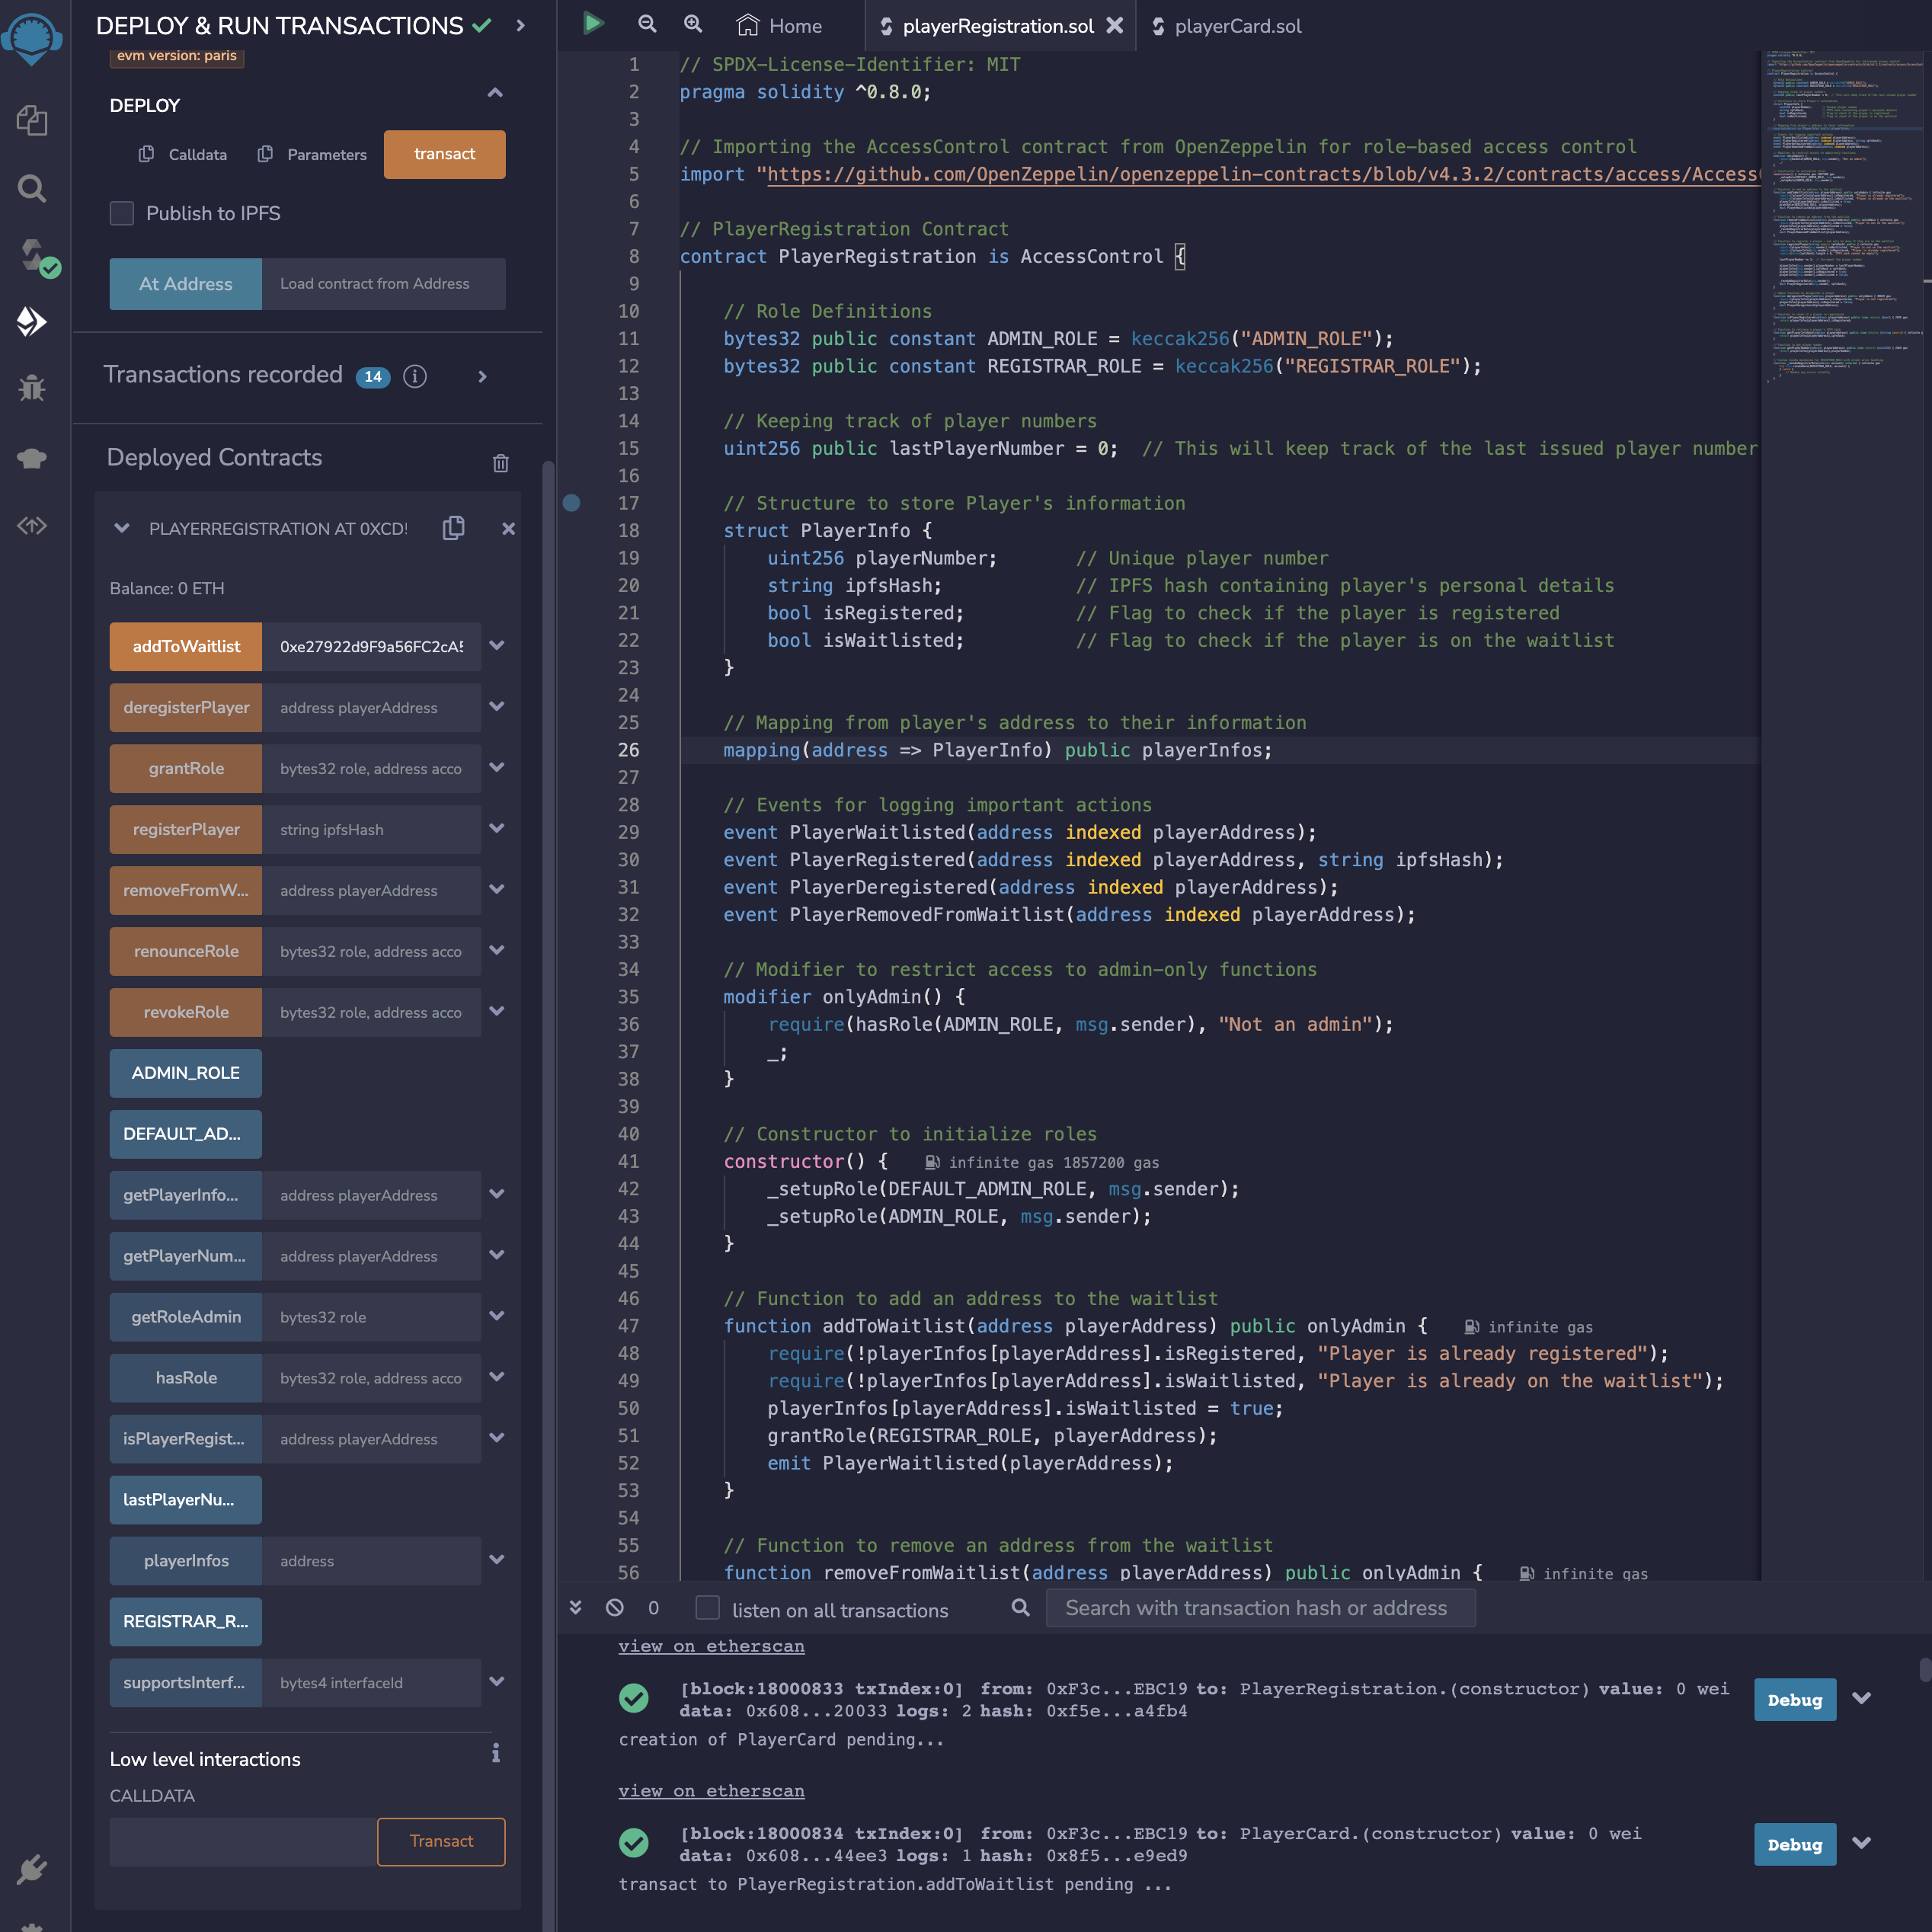 DEPLOY & RUN TRANSACTIONS
evm version: paris
DEPLOY
Calldata
Parameters
transact
Publish to IPFS
At Address
Load contract from Address
Transactions recorded 14
Deployed Contracts
PLAYERREGISTRATION AT 0XCD!
Balance: 0 ETH
addToWaitlist 0xe27922d9F9a56FC2cA5
deregisterPlayer address playerAddress
grantRole bytes32 role, address acco
registerPlayer string ipfsHash
removeFromW... address playerAddress
renounceRole bytes32 role, address acco
revokeRole bytes32 role, address acco
ADMIN_ROLE
DEFAULT_AD...
getPlayerInfo... address playerAddress
getPlayerNum... address playerAddress
getRoleAdmin bytes32 role
hasRole bytes32 role, address acco
isPlayerRegist... address playerAddress
lastPlayerNu...
playerInfos address
REGISTRAR_R...
supportsInterf... bytes4 interfaceId
Low level interactions
CALLDATA
Transact
Home
playerRegistration.sol
playerCard.sol
1 // SPDX-License-Identifier: MIT
2 pragma solidity ^0.8.0;
3
4 // Importing the AccessControl contract from OpenZeppelin for role-based access control
5 import "https://github.com/OpenZeppelin/openzeppelin-contracts/blob/v4.3.2/contracts/access/Access
6
7 // PlayerRegistration Contract
8 contract PlayerRegistration is AccessControl {
9
10 // Role Definitions
11 bytes32 public constant ADMIN_ROLE = keccak256("ADMIN_ROLE");
12 bytes32 public constant REGISTRAR_ROLE = keccak256("REGISTRAR_ROLE");
13
14 // Keeping track of player numbers
15 uint256 public lastPlayerNumber = 0; // This will keep track of the last issued player number
16
17 // Structure to store Player's information
18 struct PlayerInfo {
19 uint256 playerNumber; // Unique player number
20 string ipfsHash; // IPFS hash containing player's personal details
21 bool isRegistered; // Flag to check if the player is registered
22 bool isWaitlisted; // Flag to check if the player is on the waitlist
23 }
24
25 // Mapping from player's address to their information
26 mapping(address => PlayerInfo) public playerInfos;
27
28 // Events for logging important actions
29 event PlayerWaitlisted(address indexed playerAddress);
30 event PlayerRegistered(address indexed playerAddress, string ipfsHash);
31 event PlayerDeregistered(address indexed playerAddress);
32 event PlayerRemovedFromWaitlist(address indexed playerAddress);
33
34 // Modifier to restrict access to admin-only functions
35 modifier onlyAdmin() {
36 require(hasRole(ADMIN_ROLE, msg.sender), "Not an admin");
37 _;
38 }
39
40 // Constructor to initialize roles
41 constructor() { infinite gas 1857200 gas
42 _setupRole(DEFAULT_ADMIN_ROLE, msg.sender);
43 _setupRole(ADMIN_ROLE, msg.sender);
44 }
45
46 // Function to add an address to the waitlist
47 function addToWaitlist(address playerAddress) public onlyAdmin { infinite gas
48 require(!playerInfos[playerAddress].isRegistered, "Player is already registered");
49 require(!playerInfos[playerAddress].isWaitlisted, "Player is already on the waitlist");
50 playerInfos[playerAddress].isWaitlisted = true;
51 grantRole(REGISTRAR_ROLE, playerAddress);
52 emit PlayerWaitlisted(playerAddress);
53 }
54
55 // Function to remove an address from the waitlist
56 function removeFromWaitlist(address playerAddress) public onlyAdmin { infinite gas
0 listen on all transactions Search with transaction hash or address
view on etherscan
[block:18000833 txIndex:0] from: 0xF3c...EBC19 to: PlayerRegistration.(constructor) value: 0 wei
data: 0x608...20033 logs: 2 hash: 0xf5e...a4fb4
Debug
creation of PlayerCard pending...
view on etherscan
[block:18000834 txIndex:0] from: 0xF3c...EBC19 to: PlayerCard.(constructor) value: 0 wei
data: 0x608...44ee3 logs: 1 hash: 0x8f5...e9ed9
Debug
transact to PlayerRegistration.addToWaitlist pending ...